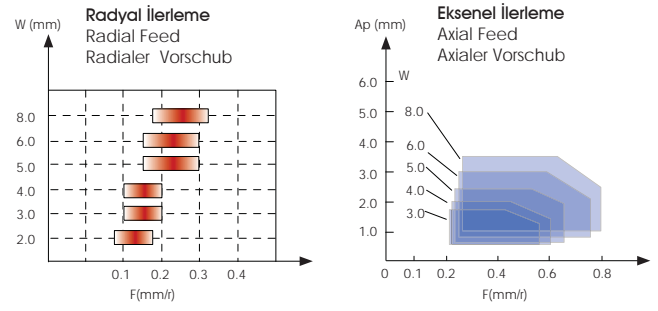 Radyal İlerleme
Radial Feed
Radialer Vorschub
W (mm)
8.0
6.0
5.0
4.0
3.0
2.0
0.1 0.2 0.3 0.4
F(mm/r)
Eksenel İlerleme
Axial Feed
Axialer Vorschub
Ap (mm)
6.0
5.0
4.0
3.0
2.0
1.0
W
8.0
6.0
5.0
4.0
3.0
0 0.1 0.2 0.4 0.6 0.8
F(mm/r)